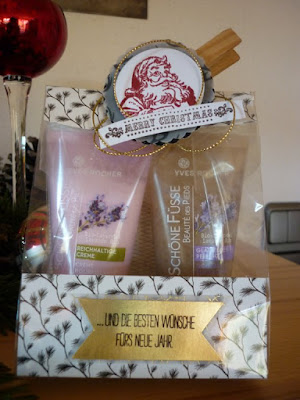 MERRY CHRISTMAS
YVES ROCHER
REICHHALTIGE
CREME
YVES ROCHER
SCHÖNE FÜSSE
BEAUTÉ DES PIEDS
...UND DIE BESTEN WÜNSCHE
FÜRS NEUE JAHR.